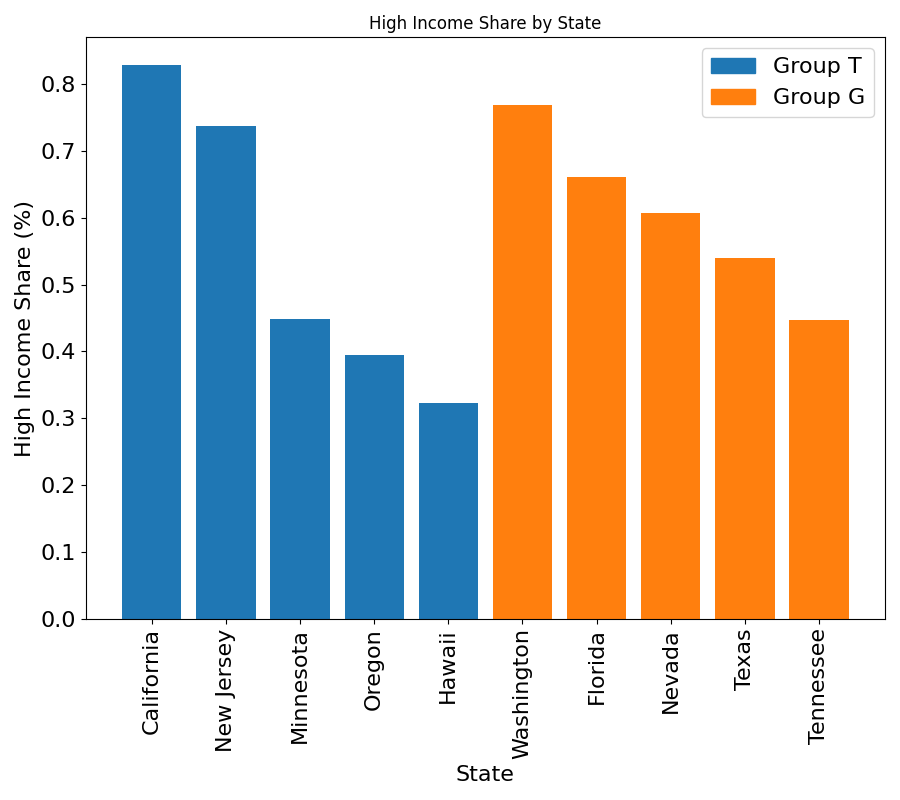 High Income Share by State
Group T
Group G
High Income Share (%)
0.8
0.7
0.6
0.5
0.4
0.3
0.2
0.1
0.0
California
New Jersey
Minnesota
Oregon
Hawaii
Washington
Florida
Nevada
Texas
Tennessee
State